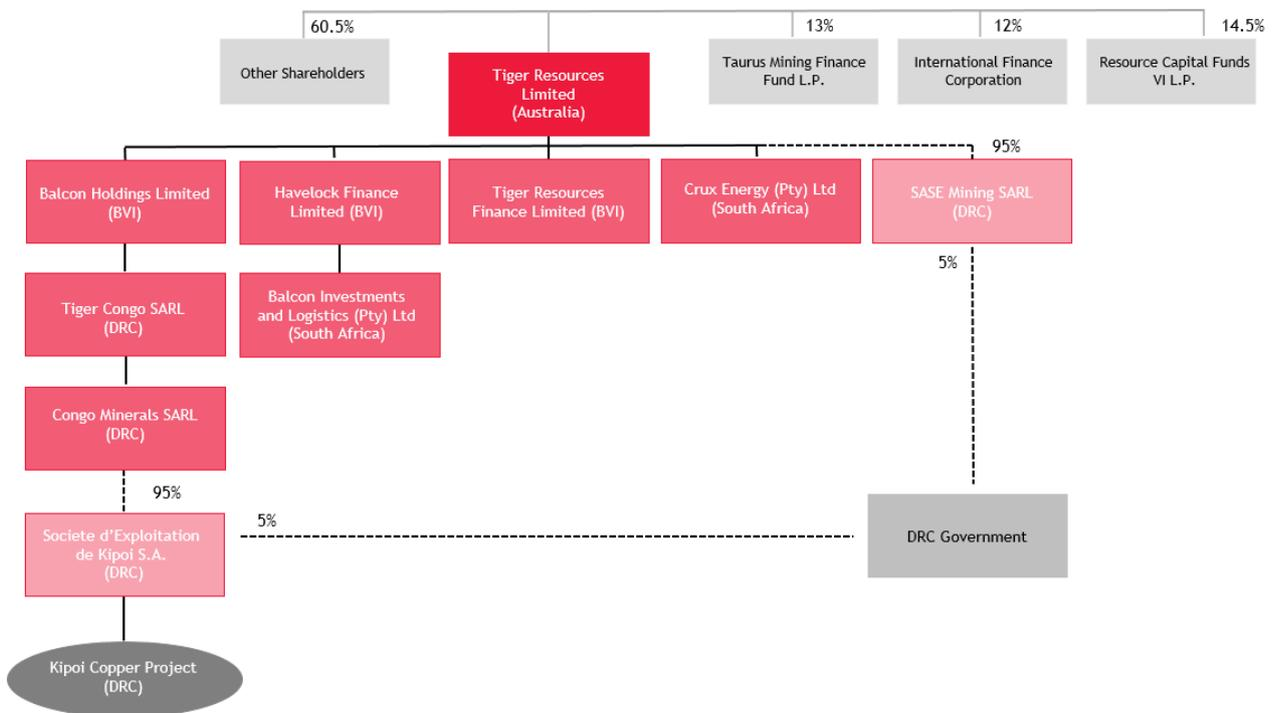 60.5%
13%
12%
14.5%
Other Shareholders
Tiger Resources
Limited
(Australia)
Taurus Mining Finance
Fund L.P.
International Finance
Corporation
Resource Capital Funds
VI L.P.
95%
Balcon Holdings Limited
(BVI)
Havelock Finance
Limited (BVI)
Tiger Resources
Finance Limited (BVI)
Crux Energy (Pty) Ltd
(South Africa)
SASE Mining SARL
(DRC)
5%
Tiger Congo SARL
(DRC)
Balcon Investments
and Logistics (Pty) Ltd
(South Africa)
Congo Minerals SARL
(DRC)
95%
Societe d'Exploitation
de Kipoi S.A.
(DRC)
5%
DRC Government
Kipoi Copper Project
(DRC)